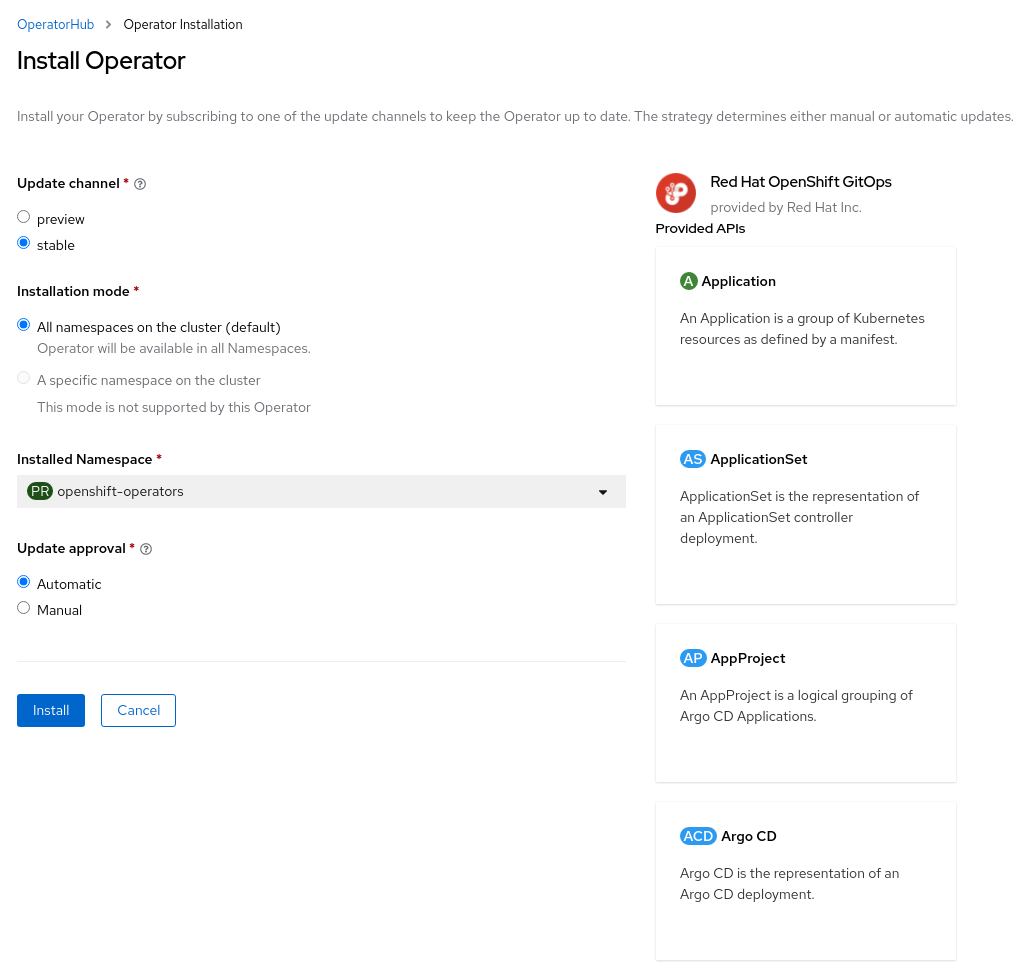 OperatorHub > Operator Installation
Install Operator
Install your Operator by subscribing to one of the update channels to keep the Operator up to date. The strategy determines either manual or automatic updates.
Update channel *
preview
stable
Installation mode *
All namespaces on the cluster (default)
Operator will be available in all Namespaces.
A specific namespace on the cluster
This mode is not supported by this Operator
Installed Namespace *
PR openshift-operators
Update approval *
Automatic
Manual
Install Cancel
Red Hat OpenShift GitOps
provided by Red Hat Inc.
Provided APIs
A Application
An Application is a group of Kubernetes
resources as defined by a manifest.
AS ApplicationSet
ApplicationSet is the representation of
an ApplicationSet controller
deployment.
AP AppProject
An AppProject is a logical grouping of
Argo CD Applications.
ACD Argo CD
Argo CD is the representation of an
Argo CD deployment.